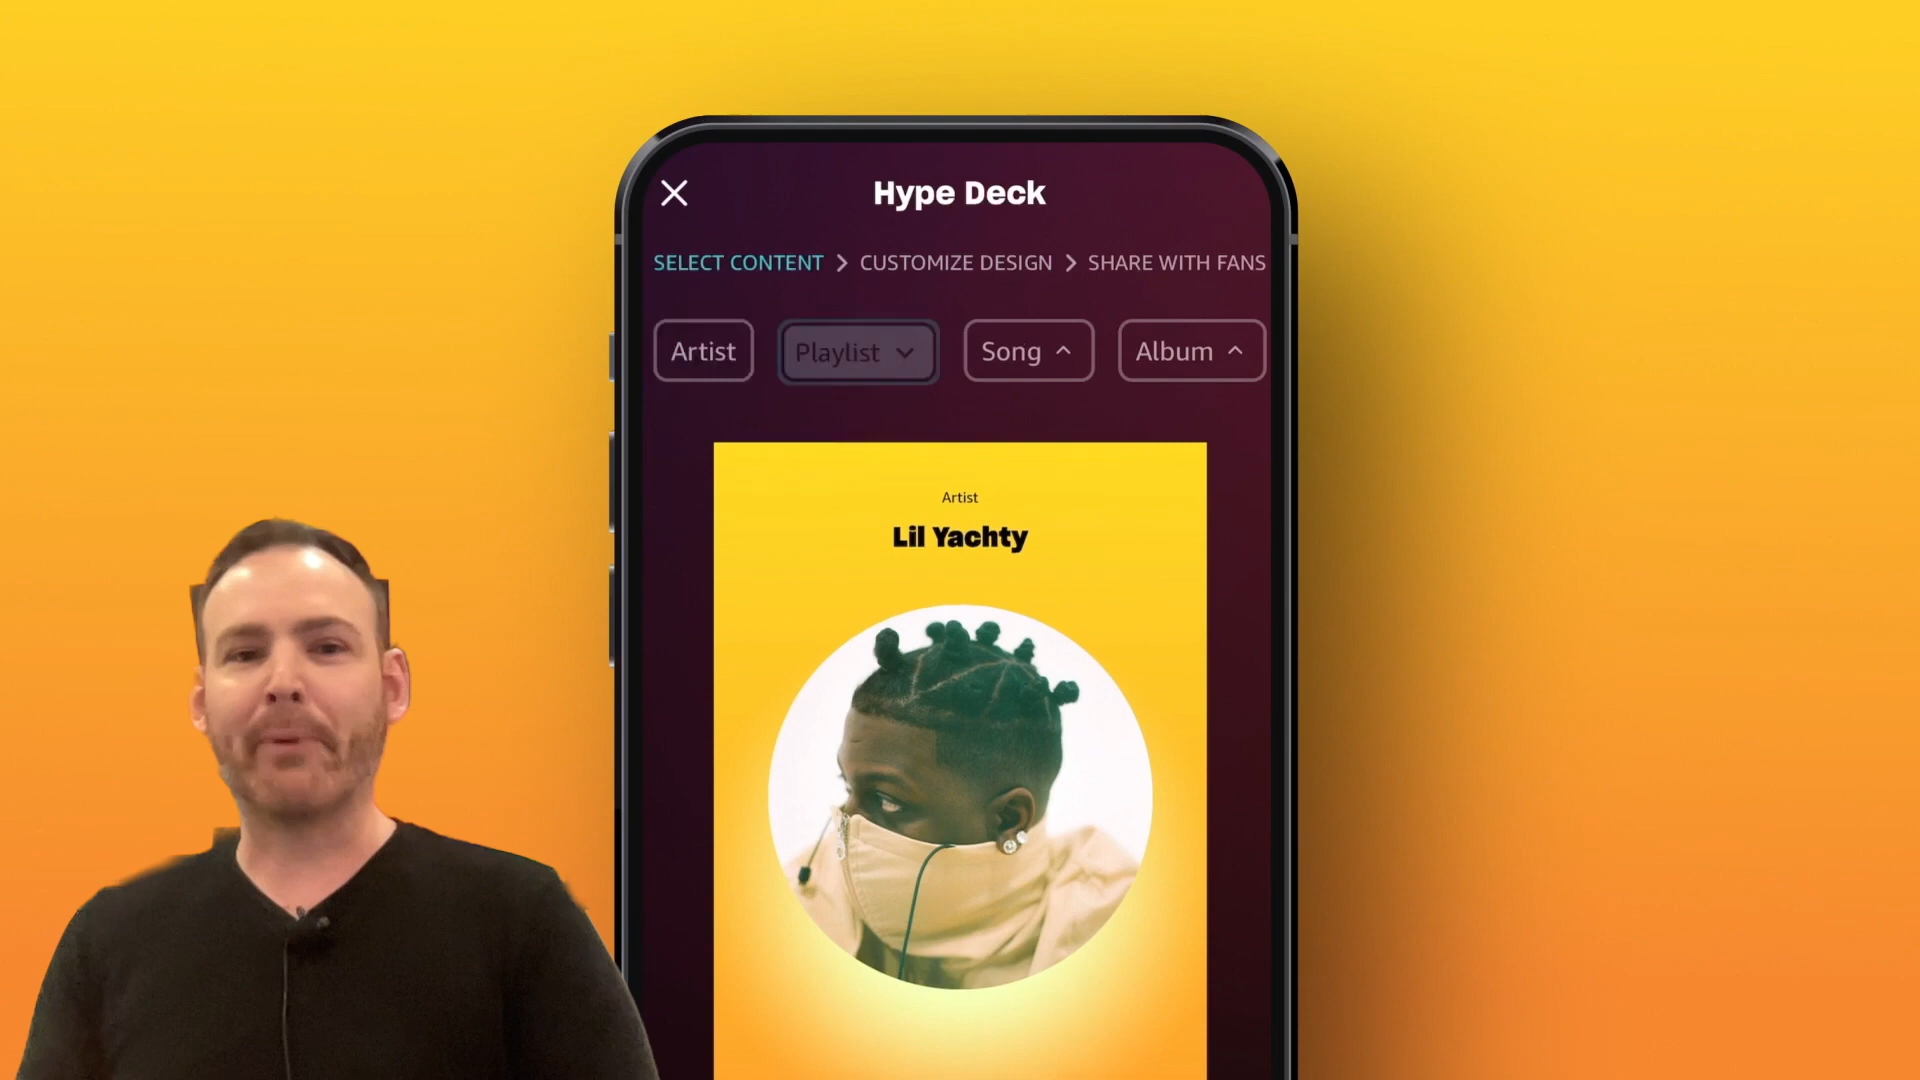 Hype Deck
SELECT CONTENT > CUSTOMIZE DESIGN > SHARE WITH FANS
Artist Playlist Song Album
Artist
Lil Yachty